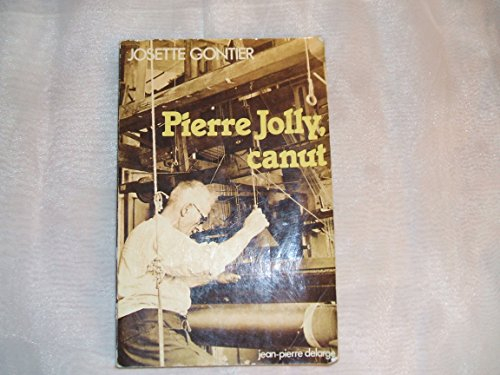 JOSETTE GONTIER
Pierre Jolly,
canut
jean-pierre delarge